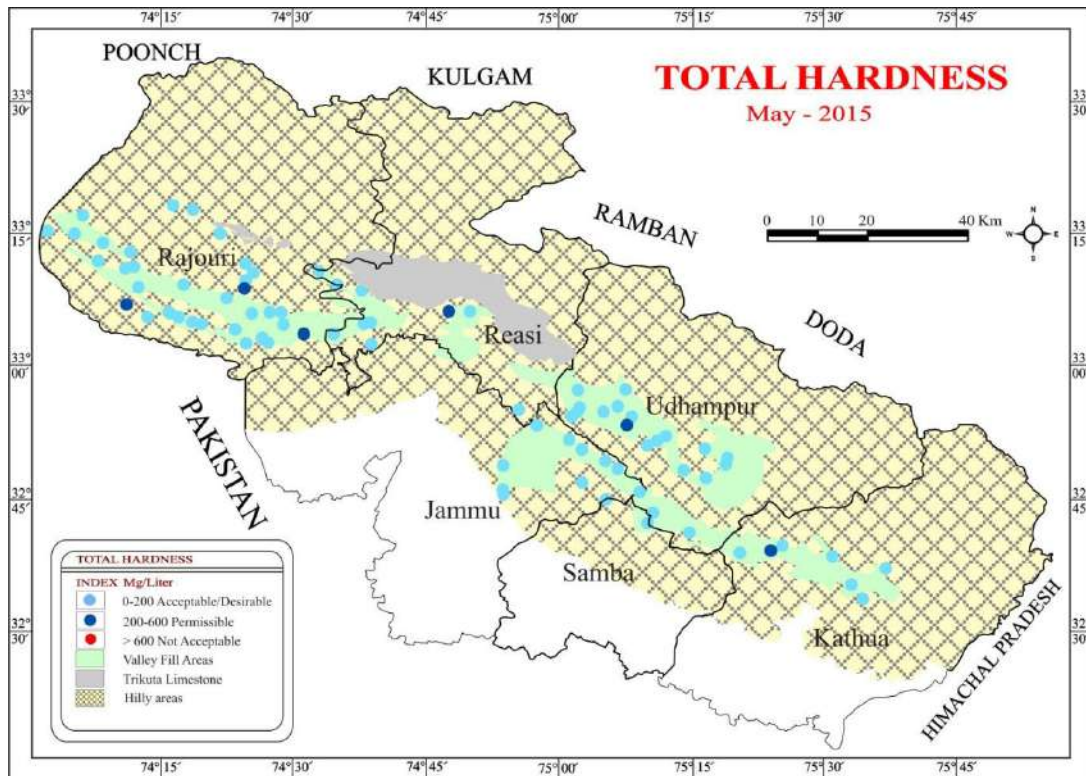 74°15'
74°30'
74°45'
75°00'
75°15'
75°30'
75°45'
POONCH
KULGAM
TOTAL HARDNESS
May - 2015
33° 30'
33° 30'
RAMBAN
0 10 20 40 Km
N
W E
S
33° 15'
33° 15'
Rajouri
DODA
Reasi
33° 00'
33° 00'
Udhampur
PAKISTAN
32° 45'
32° 45'
Jammu
Samba
Kathua
HIMACHAL PRADESH
32° 30'
32° 30'
TOTAL HARDNESS
INDEX Mg/Liter
0-200 Acceptable/Desirable
200-600 Permissible
> 600 Not Acceptable
Valley Fill Areas
Trikuta Limestone
Hilly areas
74°15'
74°30'
74°45'
75°00'
75°15'
75°30'
75°45'